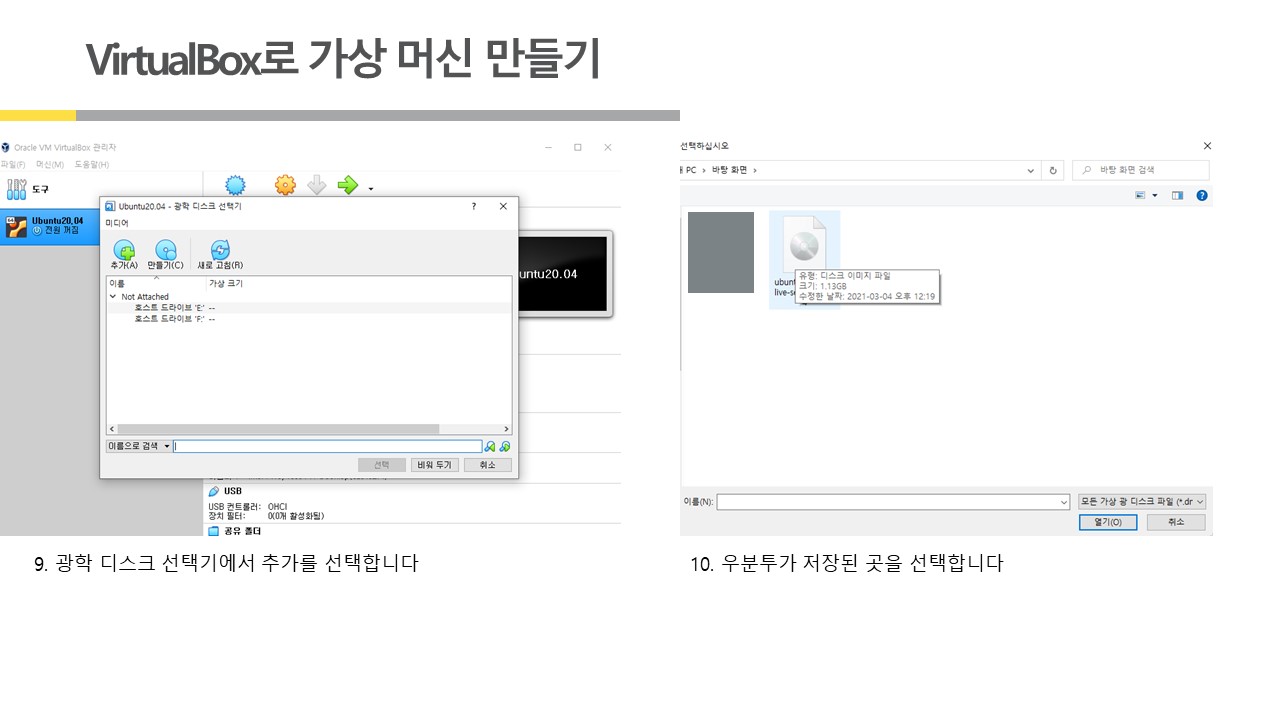 VirtualBox로 가상 머신 만들기
Oracle VM VirtualBox 관리자
파일(F) 머신(M) 도움말(H)
도구
Ubuntu20.04
전원 꺼짐
Ubuntu20.04 - 광학 디스크 선택기
미디어
추가(A) 만들기(C) 새로 고침(R)
이름 가상 크기
Not Attached
호스트 드라이브 'E:' --
호스트 드라이브 'F:' --
untu20.04
이름으로 검색
선택 비워 두기 취소
USB
USB 컨트롤러: OHCI
장치 필터: 0(0개 활성화됨)
공유 폴더
9. 광학 디스크 선택기에서 추가를 선택합니다
선택하십시오
PC › 바탕 화면 ›
바탕 화면 검색
ubun
live-s
유형: 디스크 이미지 파일
크기: 1.13GB
수정한 날짜: 2021-03-04 오후 12:19
이름(N):
모든 가상 광 디스크 파일 (*.dr
열기(O) 취소
10. 우분투가 저장된 곳을 선택합니다